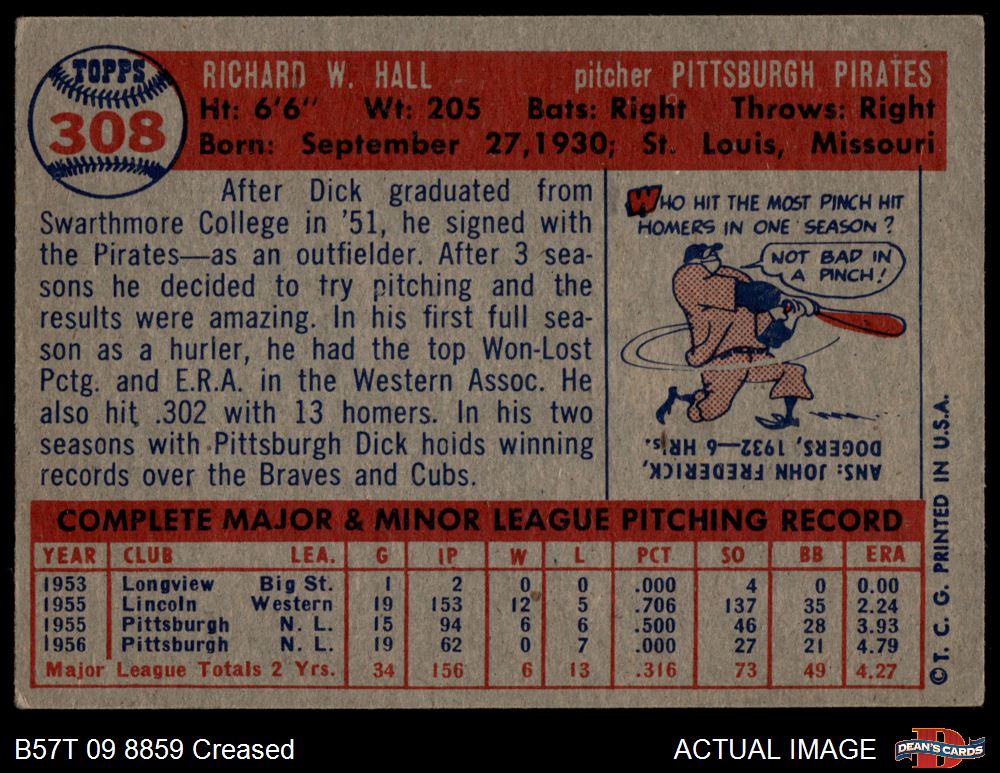 TOPPS
308
RICHARD W. HALL pitcher PITTSBURGH PIRATES
Ht: 6'6" Wt: 205 Bats: Right Throws: Right
Born: September 27, 1930; St. Louis, Missouri
After Dick graduated from
Swarthmore College in '51, he signed with
the Pirates—as an outfielder. After 3 sea-
sons he decided to try pitching and the
results were amazing. In his first full sea-
son as a hurler, he had the top Won-Lost
Pctg. and E.R.A. in the Western Assoc. He
also hit .302 with 13 homers. In his two
seasons with Pittsburgh Dick holds winning
records over the Braves and Cubs.
WHO HIT THE MOST PINCH HIT
HOMERS IN ONE SEASON?
NOT BAD IN
A PINCH!
ANS: JOHN FREDERICK,
DOGERS, 1932—6 HR's.
COMPLETE MAJOR & MINOR LEAGUE PITCHING RECORD
YEAR CLUB LEA. G IP W L PCT SO BB ERA
1953 Longview Big St. 1 2 0 0 .000 4 0 0.00
1955 Lincoln Western 19 153 12 5 .706 137 35 2.24
1955 Pittsburgh N. L. 15 94 6 6 .500 46 28 3.93
1956 Pittsburgh N. L. 19 62 0 7 .000 27 21 4.79
Major League Totals 2 Yrs. 34 156 6 13 .316 73 49 4.27
© T. C. G. PRINTED IN U.S.A.
B57T 09 8859 Creased
ACTUAL IMAGE
DEAN'S CARDS